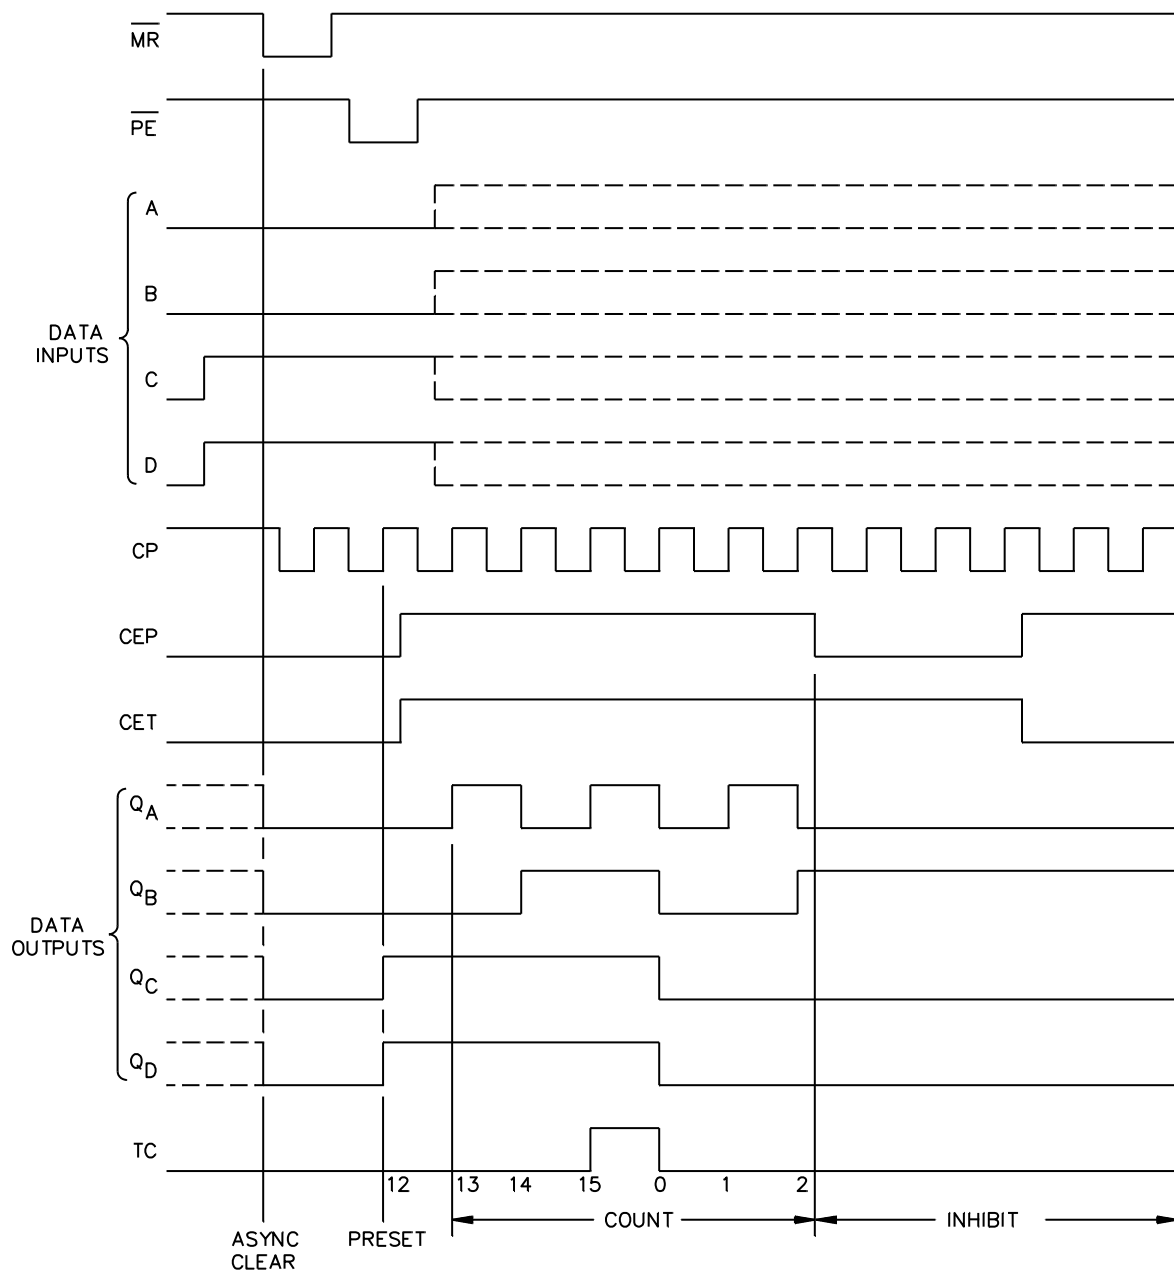 MR
PE
A
B
DATA
INPUTS
C
D
CP
CEP
CET
QA
QB
DATA
OUTPUTS
QC
QD
TC
12 13 14 15 0 1 2
COUNT INHIBIT
ASYNC
CLEAR
PRESET